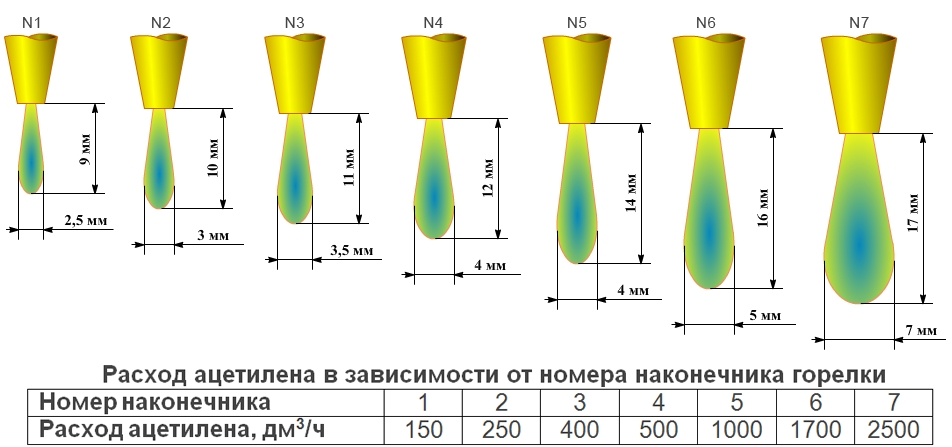 N1 N2 N3 N4 N5 N6 N7
9 мм 10 мм 11 мм 12 мм 14 мм 16 мм 17 мм
2,5 мм 3 мм 3,5 мм 4 мм 4 мм 5 мм 7 мм
Расход ацетилена в зависимости от номера наконечника горелки
Номер наконечника 1 2 3 4 5 6 7
Расход ацетилена, дм³/ч 150 250 400 500 1000 1700 2500